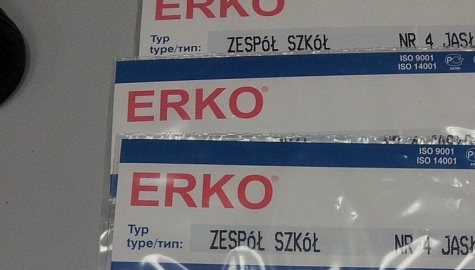 ERKO
Typ
type/тип: ZESPÓŁ SZKÓŁ NR 4 JASŁ
ISO 9001
ISO 14001
ERKO®
ISO 9001
ISO 14001
ERKO®
Typ
type/тип: ZESPÓŁ SZKÓŁ NR 4 JASŁ